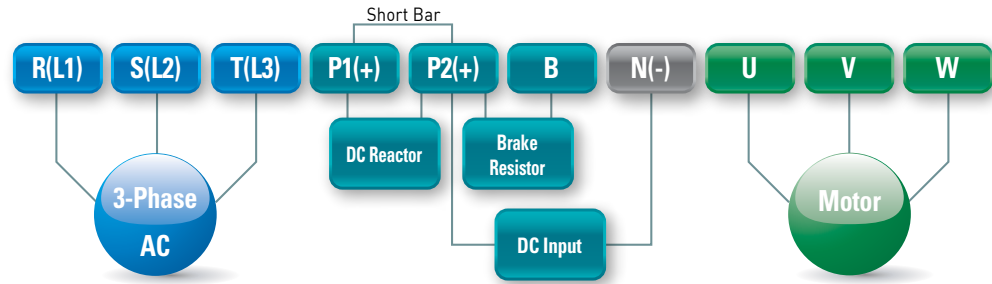 Short Bar
R(L1) S(L2) T(L3) P1(+) P2(+) B N(-) U V W
DC Reactor
Brake
Resistor
3-Phase
AC
Motor
DC Input